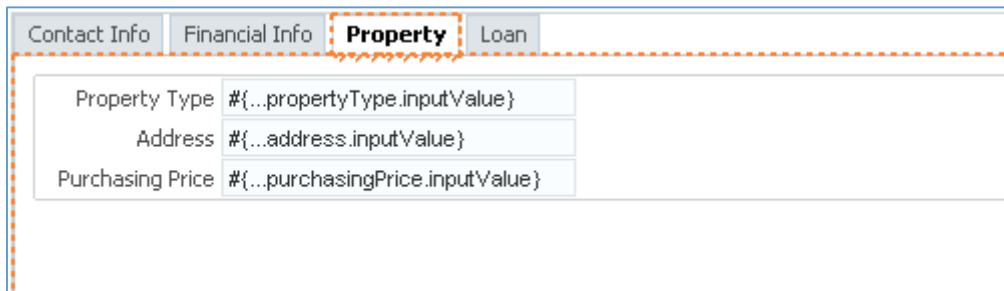 Contact Info Financial Info Property Loan
Property Type #{...propertyType.inputValue}
Address #{...address.inputValue}
Purchasing Price #{...purchasingPrice.inputValue}